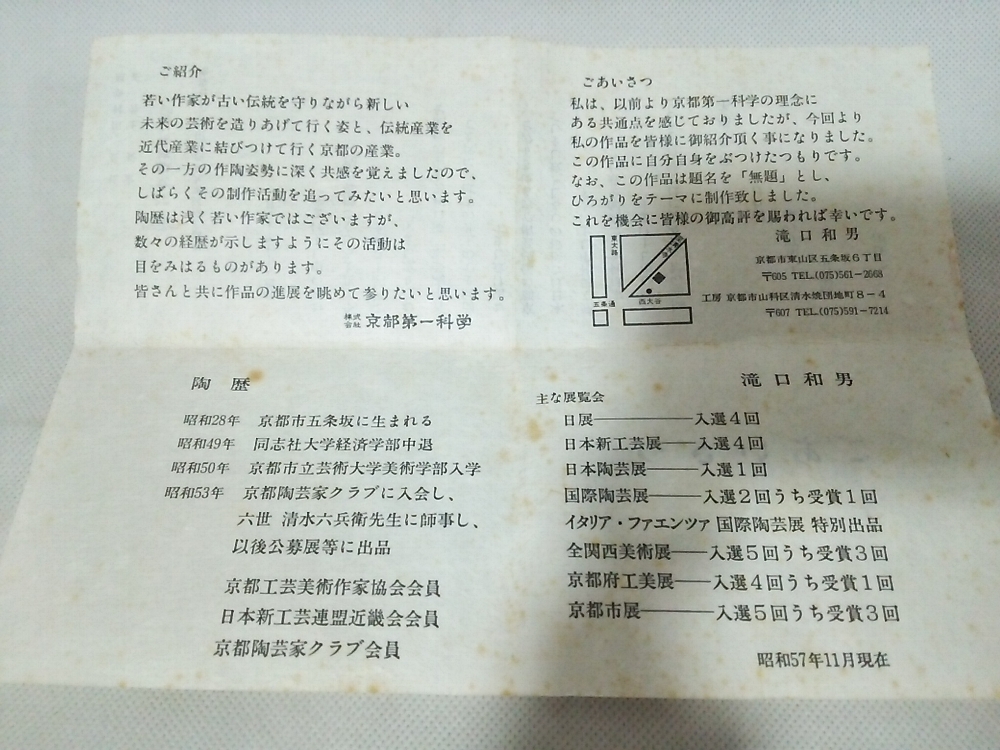 ご紹介
若い作家が古い伝統を守りながら新しい
未来の芸術を造りあげて行く姿と、伝統産業を
近代産業に結びつけて行く京都の産業。
その一方の作陶姿勢に深く共感を覚えましたので、
しばらくその制作活動を追ってみたいと思います。
陶歴は浅く若い作家ではございますが、
数々の経歴が示しますようにその活動は
目をみはるものがあります。
皆さんと共に作品の進展を眺めて参りたいと思います。
株式会社 京都第一科学
ごあいさつ
私は、以前より京都第一科学の理念に
ある共通点を感じておりましたが、今回より
私の作品を皆様に御紹介頂く事になりました。
この作品に自分自身をぶつけたつもりです。
なお、この作品は題名を「無題」とし、
ひろがりをテーマに制作致しました。
これを機会に皆様の御高評を賜われば幸いです。
滝口和男
京都市東山区五条坂6丁目
〒605 TEL.(075)561-2668
工房 京都市山科区清水焼団地町8-4
〒607 TEL.(075)591-7214
東大路
五条通
西大谷
陶歴
昭和28年 京都市五条坂に生まれる
昭和49年 同志社大学経済学部中退
昭和50年 京都市立芸術大学美術学部入学
昭和53年 京都陶芸家クラブに入会し、
六世 清水六兵衛先生に師事し、
以後公募展等に出品
京都工芸美術作家協会会員
日本新工芸連盟近畿会会員
京都陶芸家クラブ会員
滝口和男
主な展覧会
日展―――――入選4回
日本新工芸展――入選4回
日本陶芸展―――入選1回
国際陶芸展――入選2回うち受賞1回
イタリア・ファエンツァ 国際陶芸展 特別出品
全関西美術展――入選5回うち受賞3回
京都府工美展――入選4回うち受賞1回
京都市展――――入選5回うち受賞3回
昭和57年11月現在